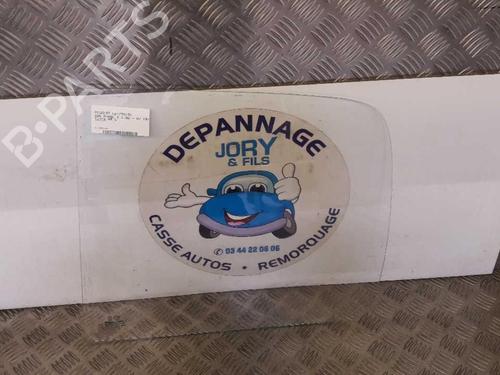 B-PARTS
DEPANNAGE
JORY
& FILS
03 44 22 06 06
CASSE AUTOS • REMORQUAGE